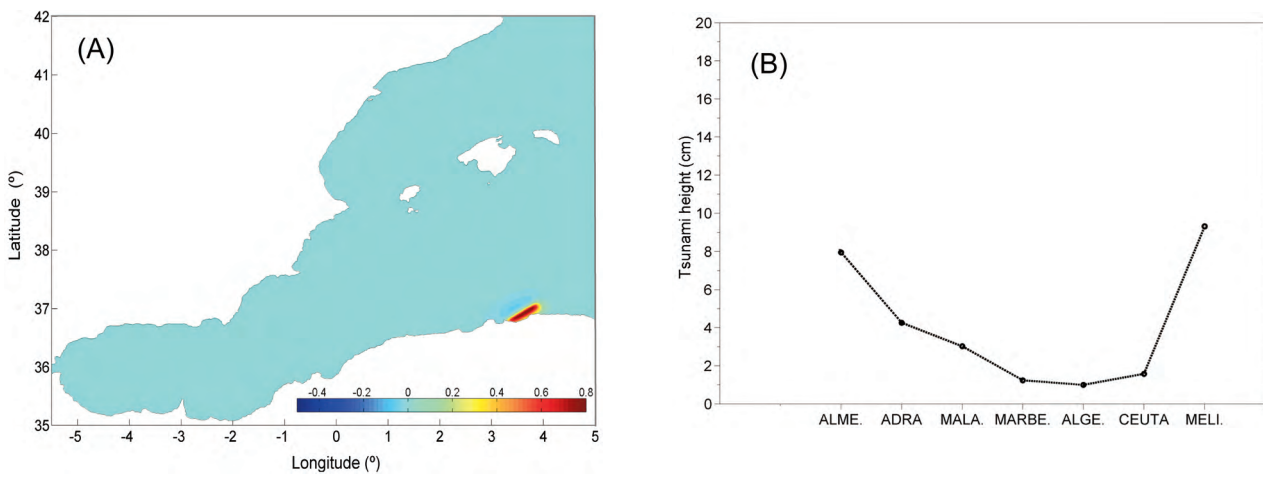 (A)
42
41
40
39
38
37
36
35
Latitude (º)
-0.4 -0.2 0 0.2 0.4 0.6 0.8
-5 -4 -3 -2 -1 0 1 2 3 4 5
Longitude (º)
(B)
20
18
16
14
12
10
8
6
4
2
0
Tsunami height (cm)
ALME. ADRA MALA. MARBE. ALGE. CEUTA MELI.